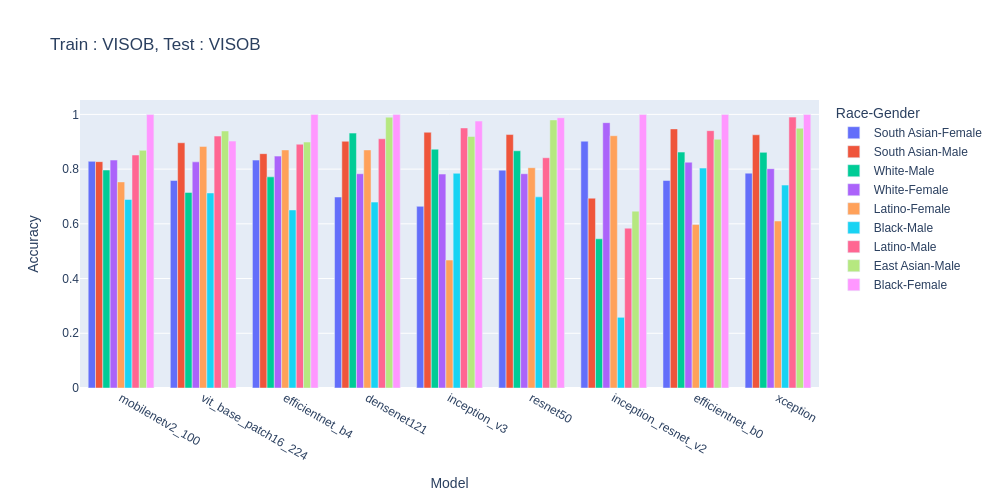 Train : VISOB, Test : VISOB
Race-Gender
South Asian-Female
South Asian-Male
White-Male
White-Female
Latino-Female
Black-Male
Latino-Male
East Asian-Male
Black-Female
Accuracy
1
0.8
0.6
0.4
0.2
0
mobilenetv2_100
vit_base_patch16_224
efficientnet_b4
densenet121
inception_v3
resnet50
inception_resnet_v2
efficientnet_b0
xception
Model